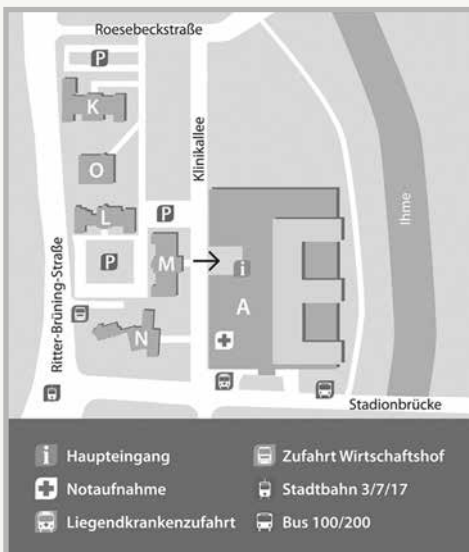 Roesebeckstraße
P
K
Klinikallee
O
Ihme
L
P
P
M
i
A
Ritter-Brüning-Straße
N
Stadionbrücke
i Haupteingang
Zufahrt Wirtschaftshof
Notaufnahme
Stadtbahn 3/7/17
Liegendkrankenzufahrt
Bus 100/200